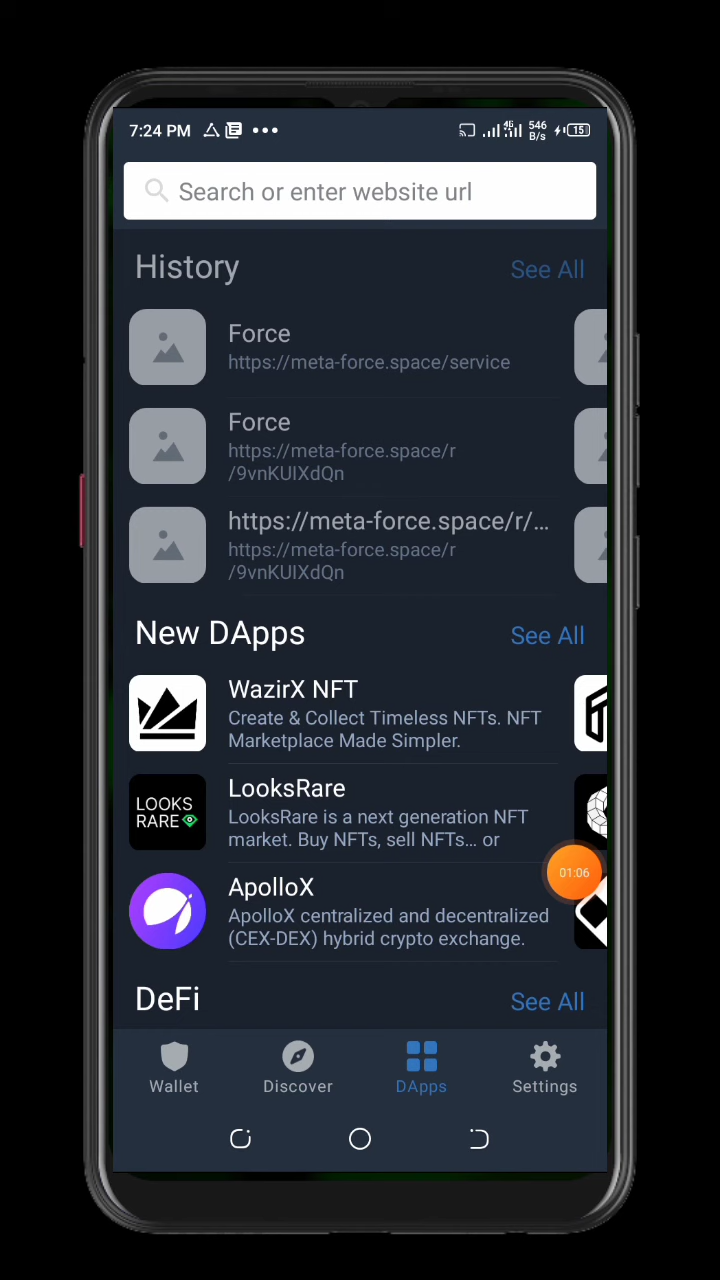 7:24 PM
4G
546
B/s
15
Search or enter website url
History
See All
Force
https://meta-force.space/service
Force
https://meta-force.space/r
/9vnKUIXdQn
https://meta-force.space/r/...
https://meta-force.space/r
/9vnKUIXdQn
New DApps
See All
WazirX NFT
Create & Collect Timeless NFTs. NFT
Marketplace Made Simpler.
LOOKS
RARE
LooksRare
LooksRare is a next generation NFT
market. Buy NFTs, sell NFTs... or
01:06
ApolloX
ApolloX centralized and decentralized
(CEX-DEX) hybrid crypto exchange.
DeFi
See All
Wallet
Discover
DApps
Settings